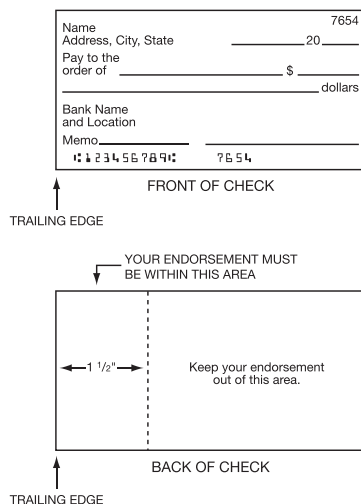 7654
Name
Address, City, State 20
Pay to the
order of $
dollars
Bank Name
and Location
Memo
⑆123456789⑆ 7654
FRONT OF CHECK
TRAILING EDGE
YOUR ENDORSEMENT MUST
BE WITHIN THIS AREA
1 1/2"
Keep your endorsement
out of this area.
BACK OF CHECK
TRAILING EDGE